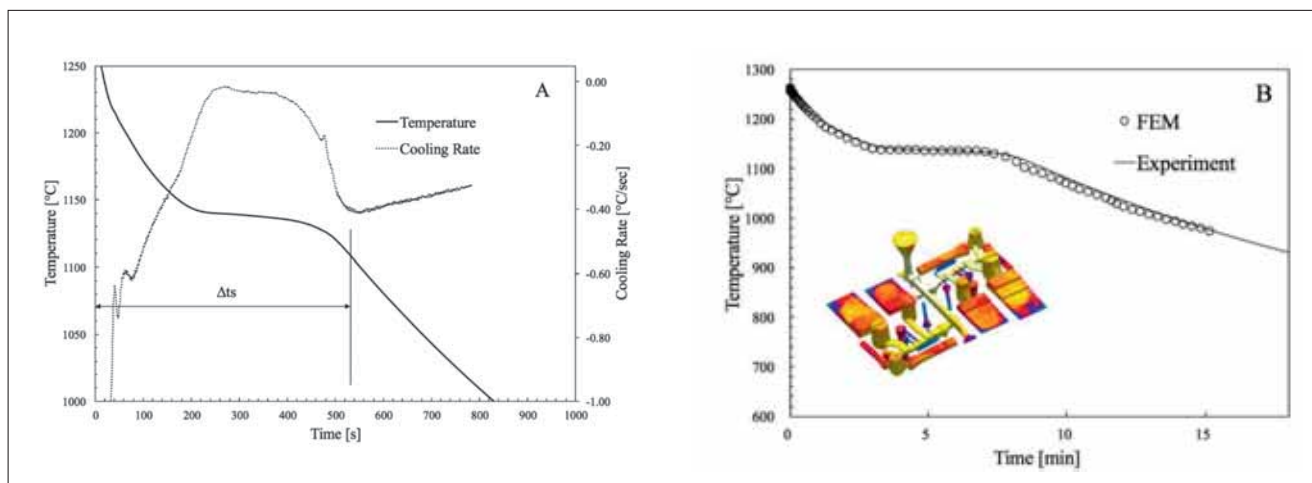 A
1250
1200
1150
1100
1050
1000
Temperature [°C]
0.00
-0.20
-0.40
-0.60
-0.80
-1.00
Cooling Rate [°C/sec]
Temperature
Cooling Rate
Δts
0 100 200 300 400 500 600 700 800 900 1000
Time [s]
B
1300
1200
1100
1000
900
800
700
600
Temperature [°C]
FEM
Experiment
0 5 10 15
Time [min]